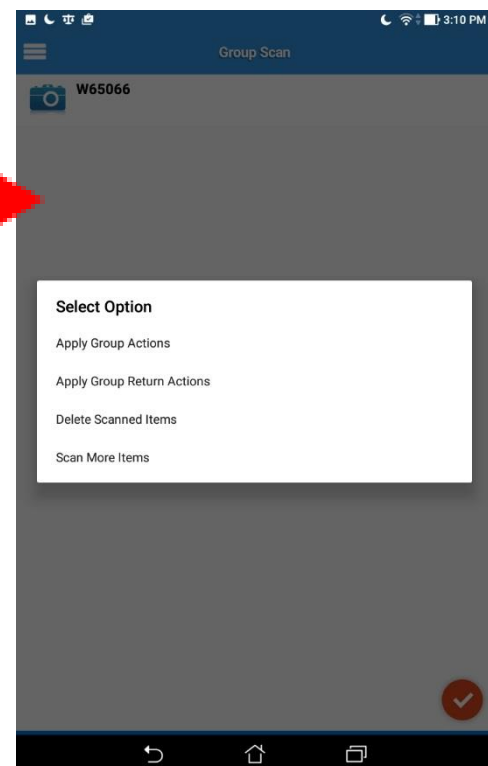 3:10 PM
Group Scan
W65066
Select Option
Apply Group Actions
Apply Group Return Actions
Delete Scanned Items
Scan More Items